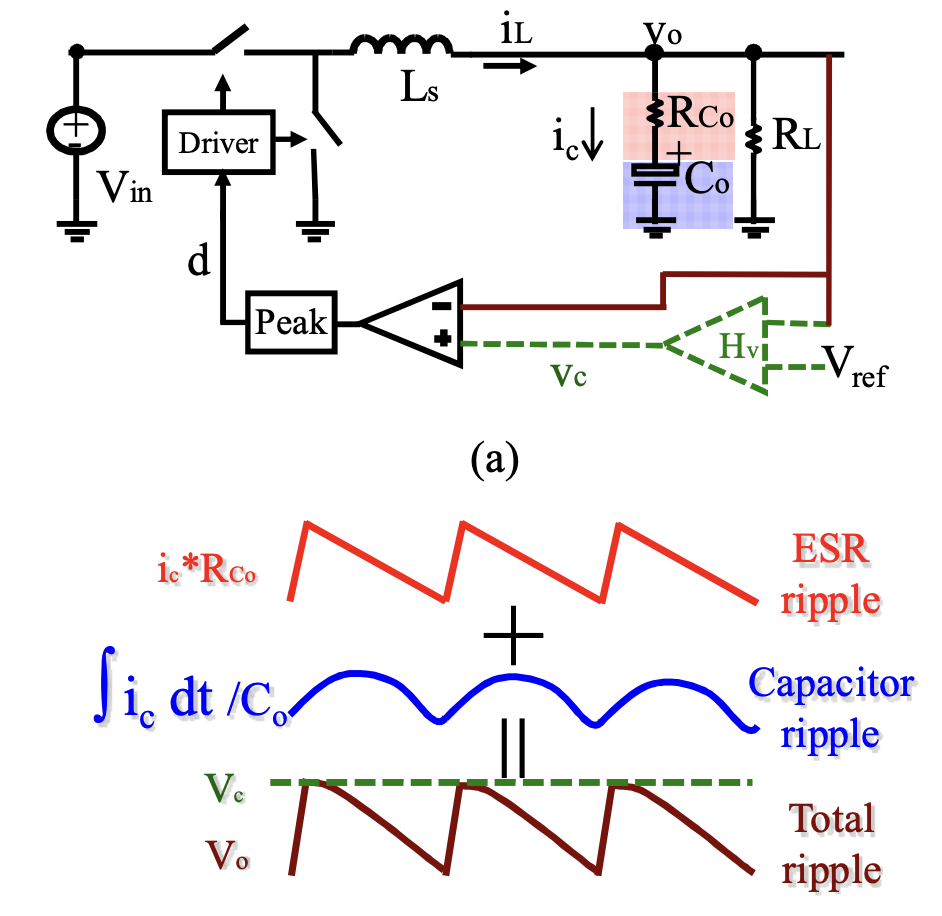 iL
vo
Ls
ic
RCo
RL
+
Co
+
-
Vin
Driver
d
Peak
-
+
vc
Hv
Vref
(a)
ic*RCo
ESR
ripple
+
∫ ic dt /Co
Capacitor
ripple
Vc
Vo
Total
ripple